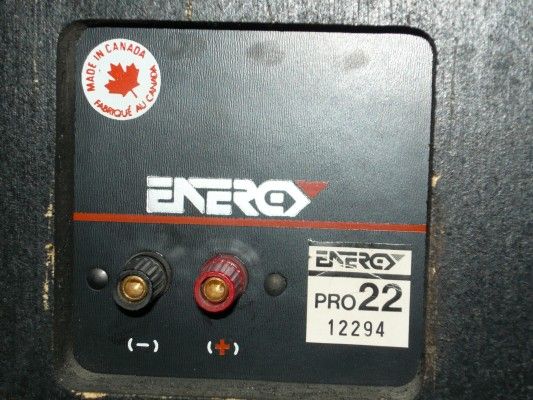 MADE IN CANADA
FABRIQUÉ AU CANADA
ENERGY
ENERGY
PRO 22
12294
(-)
(+)